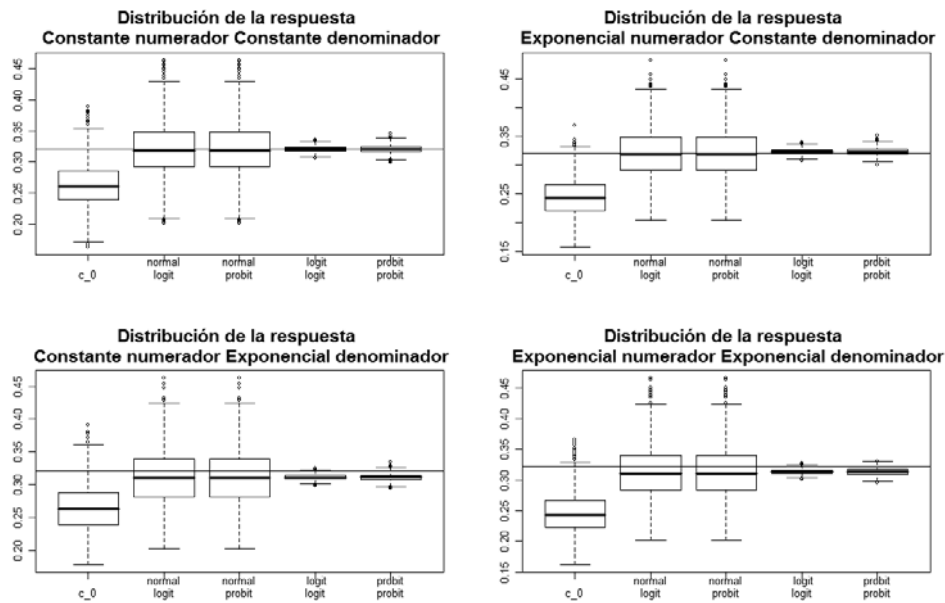 Distribución de la respuesta
Constante numerador Constante denominador
0.45
0.35
0.30
0.25
0.20
c_0
normal
logit
normal
probit
logit
logit
probit
probit
Distribución de la respuesta
Exponencial numerador Constante denominador
0.45
0.35
0.25
0.15
c_0
normal
logit
normal
probit
logit
logit
probit
probit
Distribución de la respuesta
Constante numerador Exponencial denominador
0.45
0.40
0.35
0.30
0.25
0.20
c_0
normal
logit
normal
probit
logit
logit
probit
probit
Distribución de la respuesta
Exponencial numerador Exponencial denominador
0.45
0.35
0.30
0.25
0.20
0.15
c_0
normal
logit
normal
probit
logit
logit
probit
probit